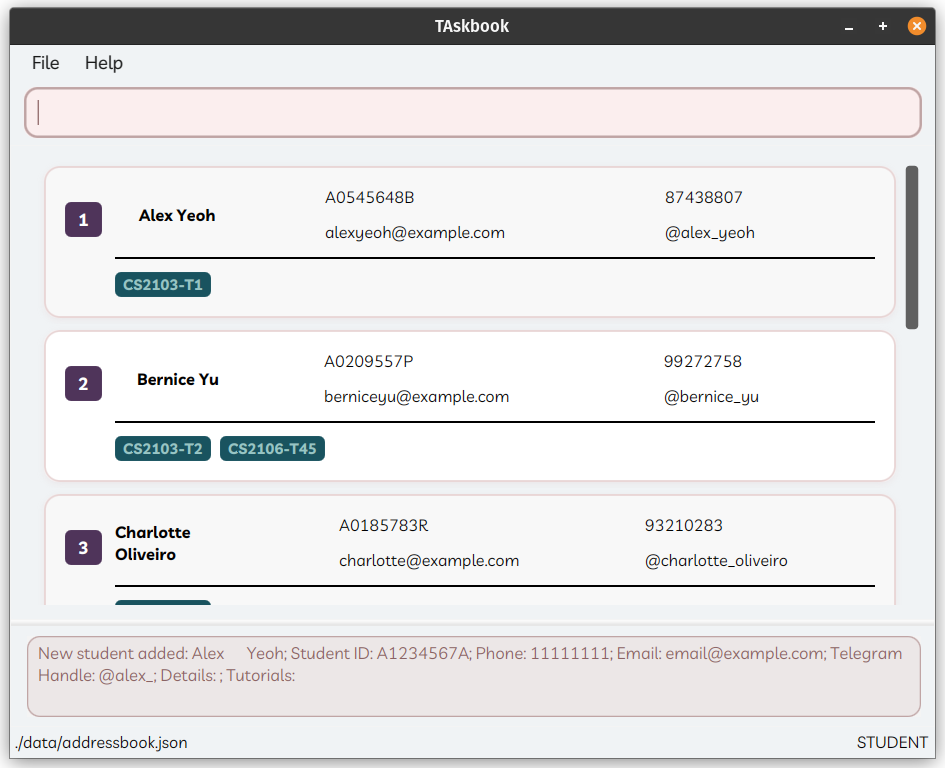 TAskbook
File Help
1 Alex Yeoh A0545648B 87438807
alexyeoh@example.com @alex_yeoh
CS2103-T1
2 Bernice Yu A0209557P 99272758
berniceyu@example.com @bernice_yu
CS2103-T2 CS2106-T45
3 Charlotte Oliveiro A0185783R 93210283
charlotte@example.com @charlotte_oliveiro
New student added: Alex      Yeoh; Student ID: A1234567A; Phone: 11111111; Email: email@example.com; Telegram
Handle: @alex_; Details: ; Tutorials:
./data/addressbook.json STUDENT